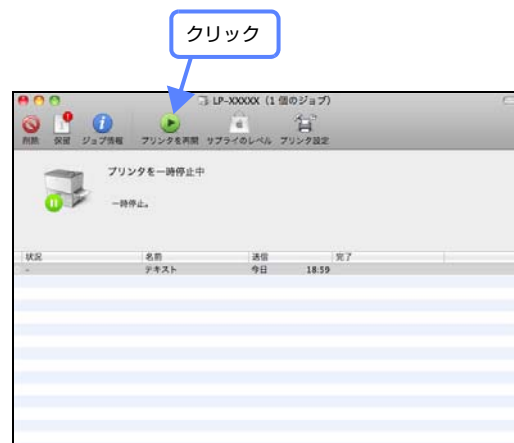 クリック
LP-XXXXX（1 個のジョブ）
削除 保留 ジョブ情報 プリンタを再開 サプライのレベル プリンタ設定
プリンタを一時停止中
一時停止。
状況 名前 送信 完了
- テキスト 今日 18:59